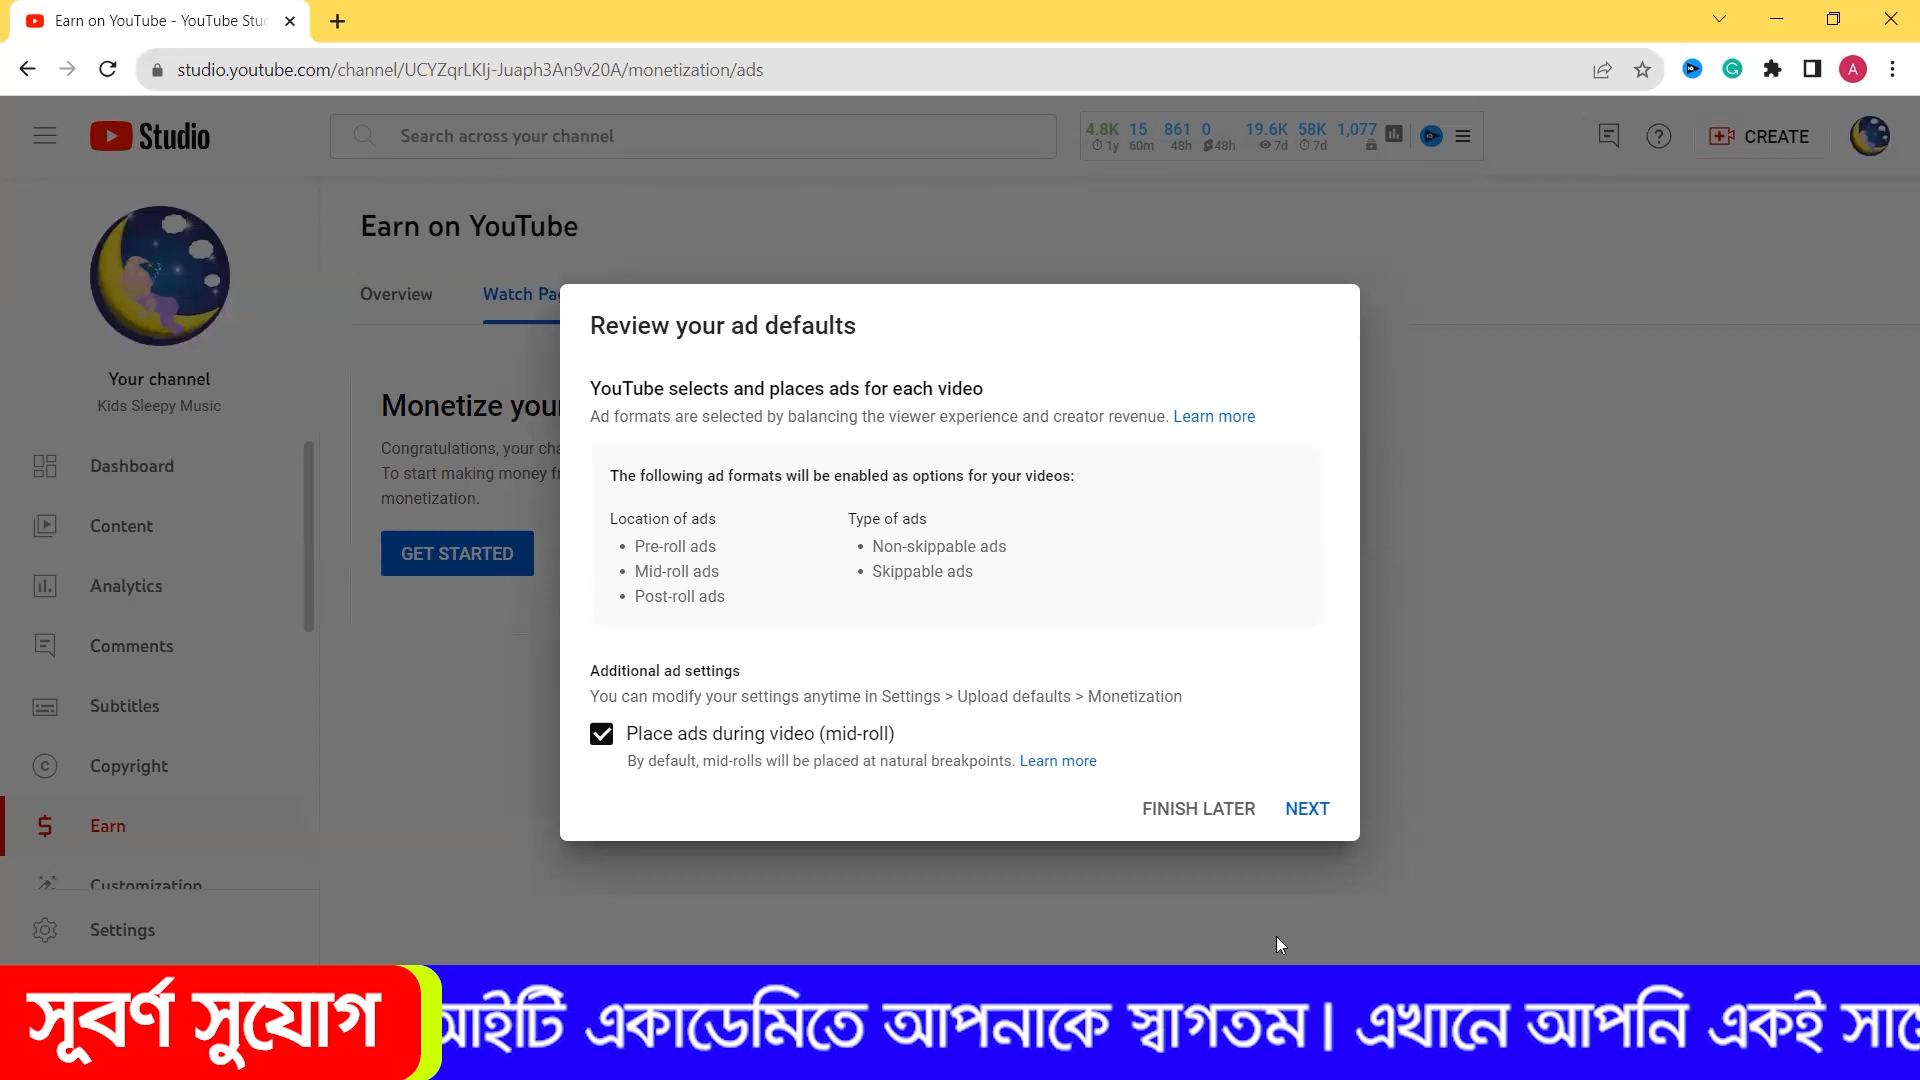 Earn on YouTube - YouTube Stu
studio.youtube.com/channel/UCYZqrLKIj-Juaph3An9v20A/monetization/ads
A
Studio
Search across your channel
4.8K 15 861 0 19.6K 58K 1,077
1y 60m 48h 48h 7d 7d
CREATE
Earn on YouTube
Overview
Watch Pa
Your channel
Kids Sleepy Music
Monetize your
Congratulations, your cha
To start making money f
monetization.
GET STARTED
Dashboard
Content
Analytics
Comments
Subtitles
Copyright
Earn
Customization
Settings
Review your ad defaults
YouTube selects and places ads for each video
Ad formats are selected by balancing the viewer experience and creator revenue. Learn more
The following ad formats will be enabled as options for your videos:
Location of ads
• Pre-roll ads
• Mid-roll ads
• Post-roll ads
Type of ads
• Non-skippable ads
• Skippable ads
Additional ad settings
You can modify your settings anytime in Settings > Upload defaults > Monetization
Place ads during video (mid-roll)
By default, mid-rolls will be placed at natural breakpoints. Learn more
FINISH LATER NEXT
সূবর্ণ সুযোগ
আইটি একাডেমিতে আপনাকে স্বাগতম। এখানে আপনি একই